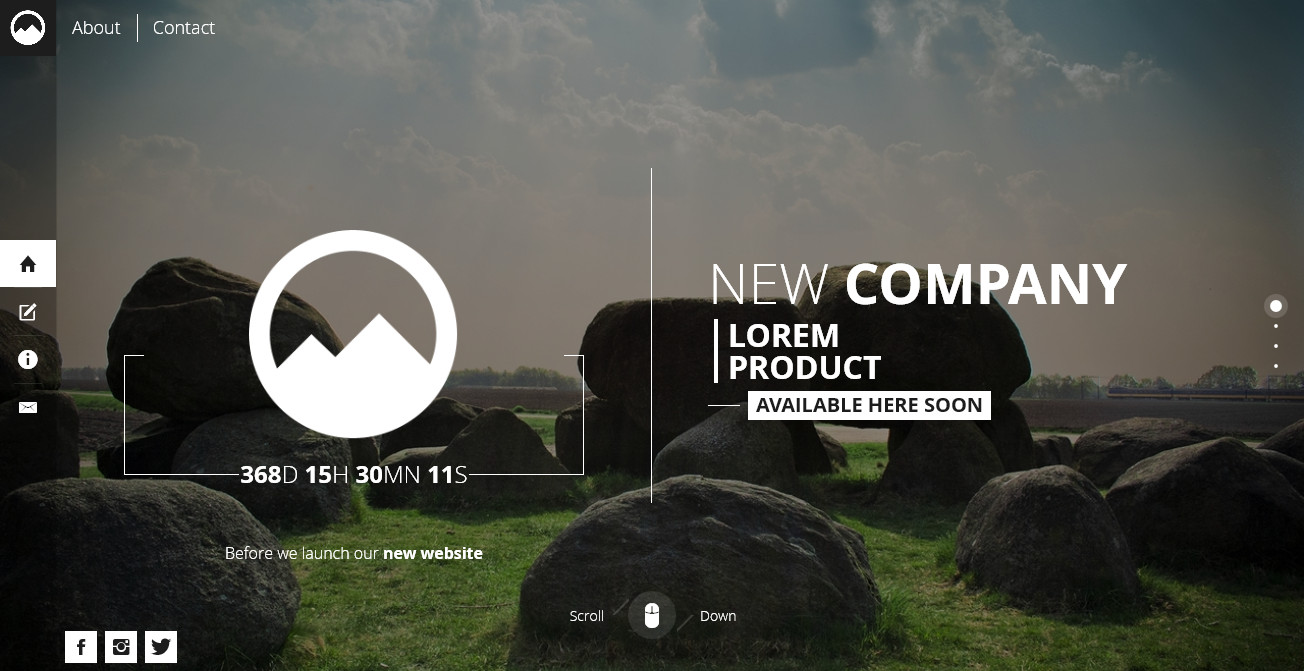 About
Contact
NEW COMPANY
LOREM
PRODUCT
AVAILABLE HERE SOON
368D 15H 30MN 11S
Before we launch our new website
Scroll
Down